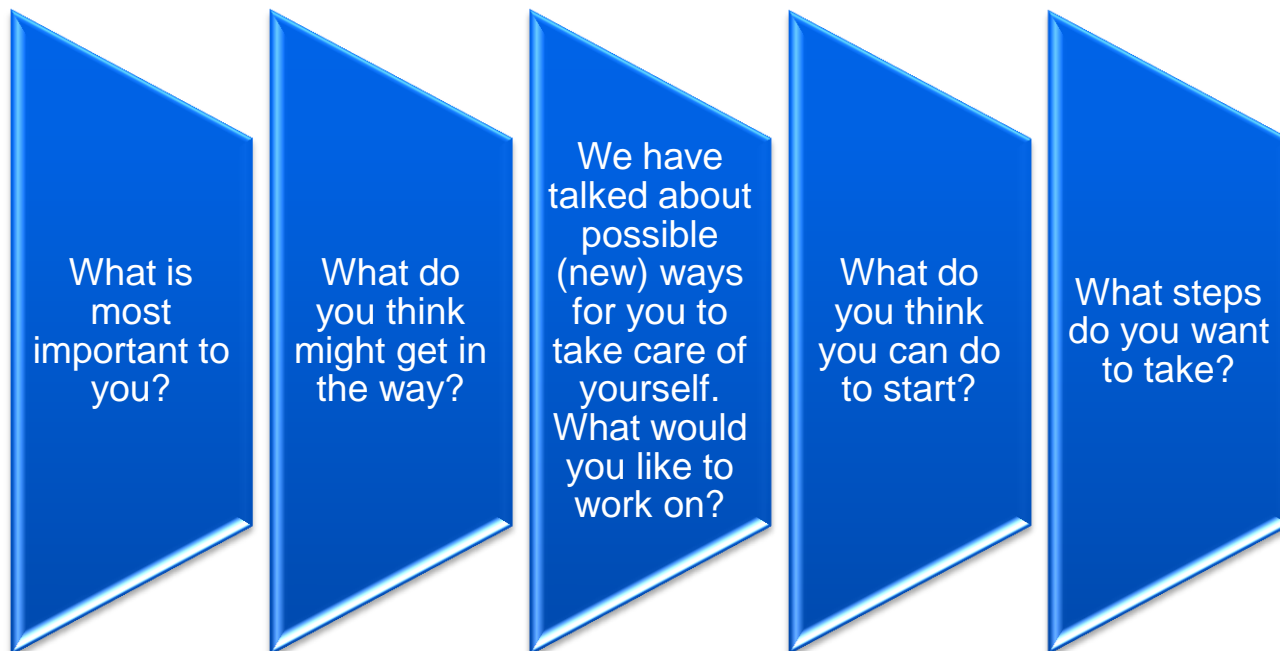 What is
most
important to
you?
What do
you think
might get in
the way?
We have
talked about
possible
(new) ways
for you to
take care of
yourself.
What would
you like to
work on?
What do
you think
you can do
to start?
What steps
do you want
to take?